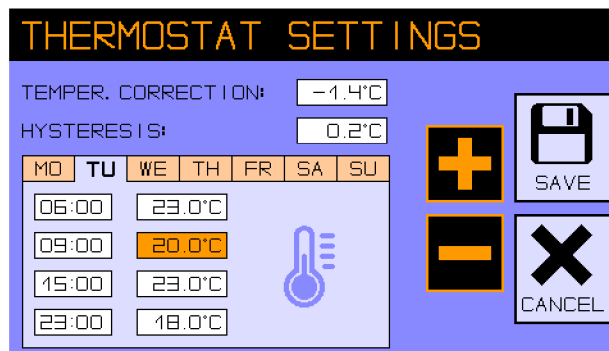 THERMOSTAT SETTINGS
TEMPER. CORRECTION: -1.4°C
HYSTERESIS: 0.2°C
MO TU WE TH FR SA SU
06:00 23.0°C
09:00 20.0°C
15:00 23.0°C
23:00 18.0°C
SAVE
CANCEL